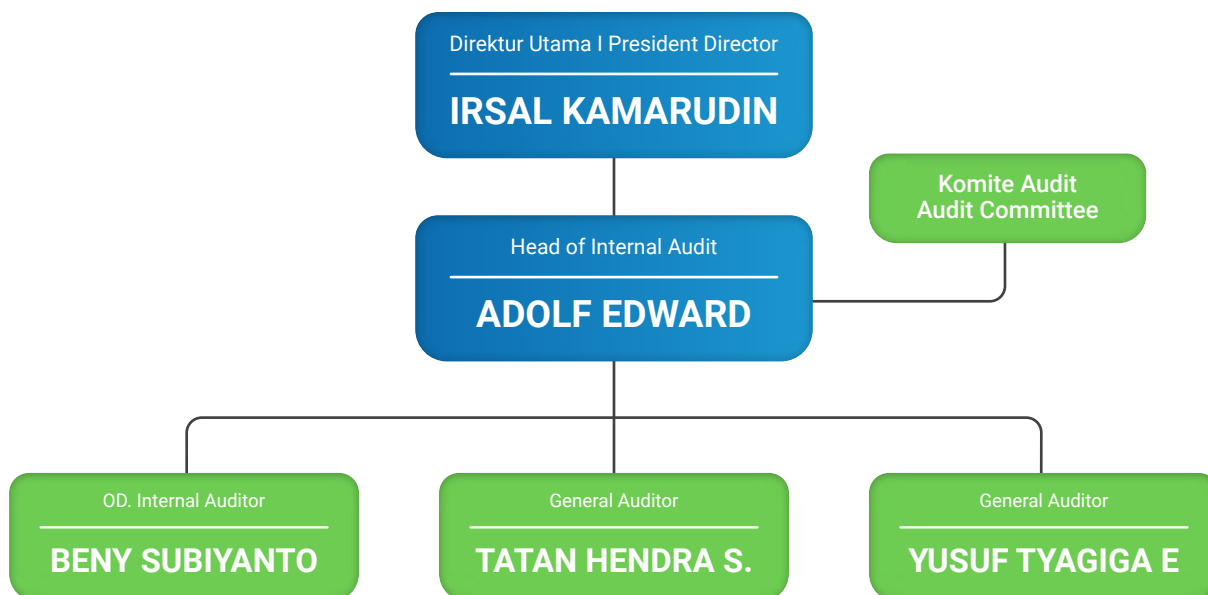 Direktur Utama I President Director
IRSAL KAMARUDIN
Komite Audit
Audit Committee
Head of Internal Audit
ADOLF EDWARD
OD. Internal Auditor
BENY SUBIYANTO
General Auditor
TATAN HENDRA S.
General Auditor
YUSUF TYAGIGA E